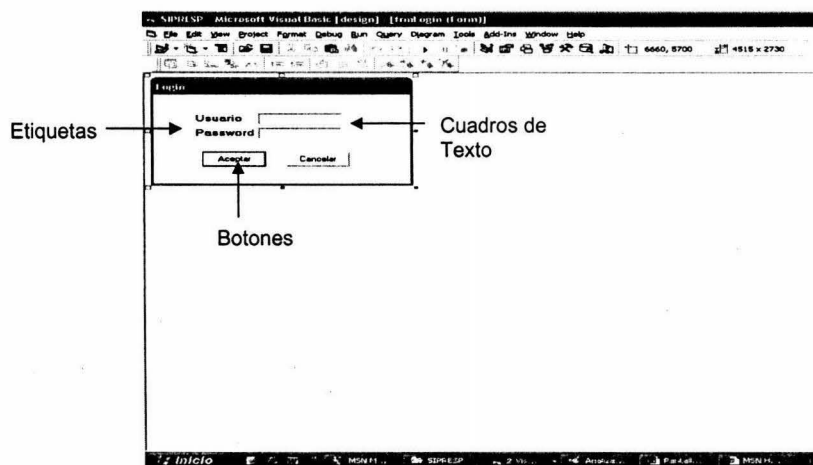 SIPRESP Microsoft Visual Basic [design] [frmLogin (Form)]
File Edit View Project Format Debug Run Query Diagram Tools Add-Ins Window Help
6660, 5700 4515 x 2730
Login
Usuario
Password
Aceptar Cancelar
Etiquetas
Cuadros de
Texto
Botones
Inicio MSN SIPRESP